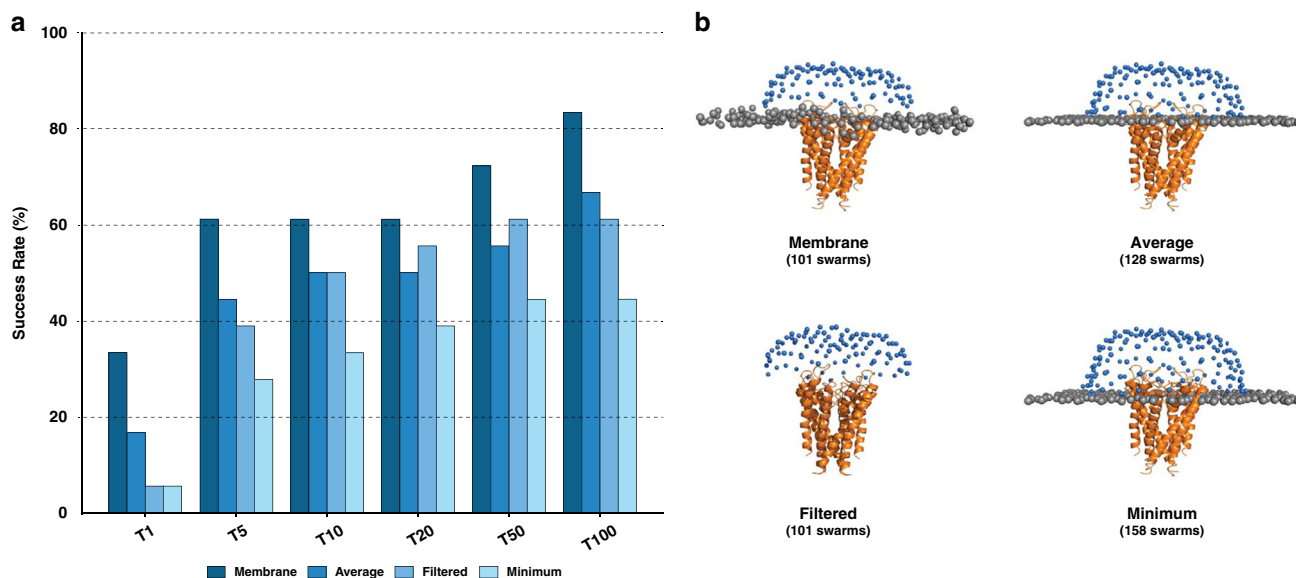 a
100
80
60
40
20
0
Success Rate (%)
T1
T5
T10
T20
T50
T100
Membrane
Average
Filtered
Minimum
b
Membrane
(101 swarms)
Average
(128 swarms)
Filtered
(101 swarms)
Minimum
(158 swarms)